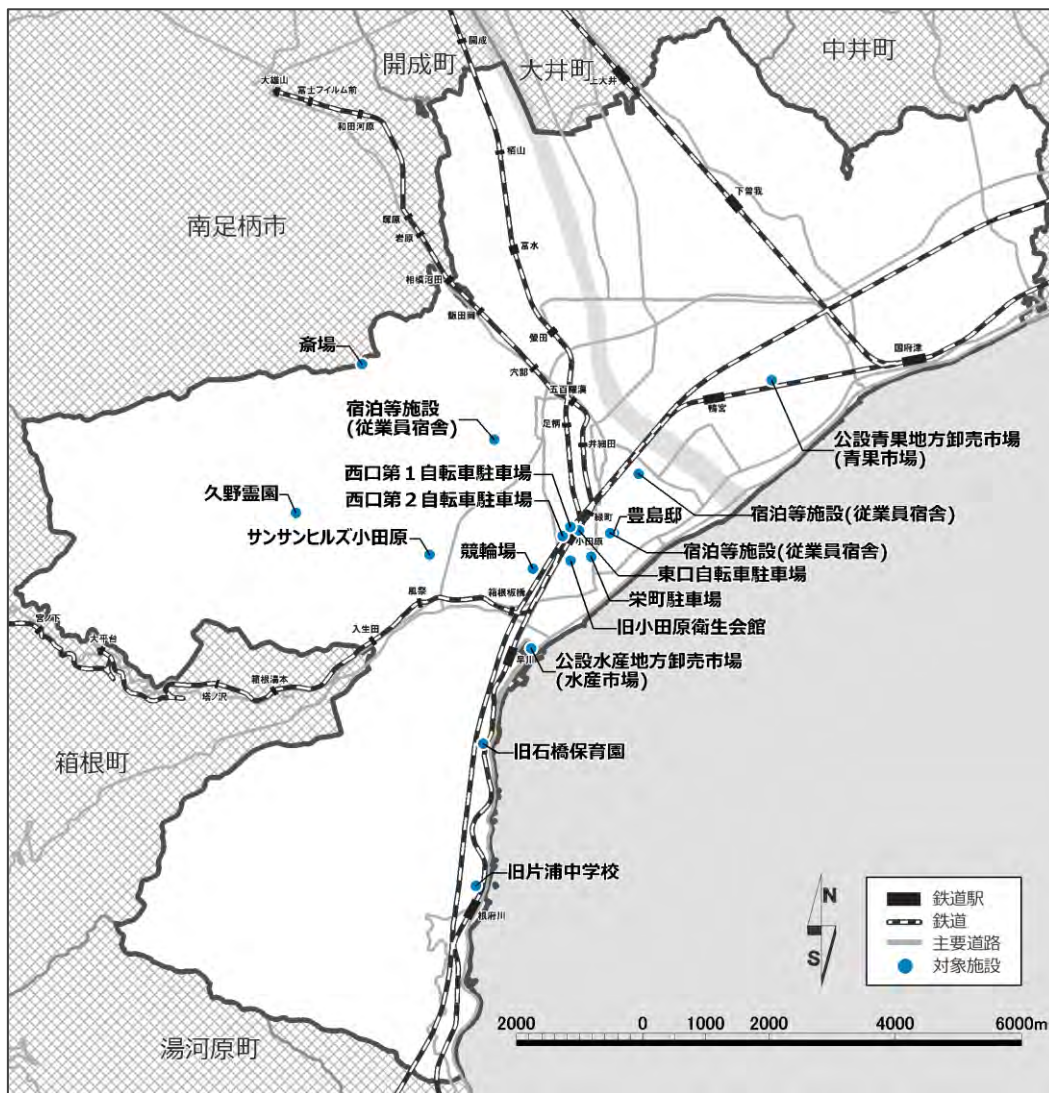 開成町
大井町
中井町
開成
上大井
大雄山
富士フイルム前
和田河原
栢山
下曽我
南足柄市
塚原
岩原
富水
相模沼田
飯田岡
螢田
国府津
斎場
穴部
五百羅漢
鴨宮
宿泊等施設
(従業員宿舎)
足柄
井細田
公設青果地方卸売市場
(青果市場)
西口第1自転車駐車場
西口第2自転車駐車場
久野霊園
緑町
豊島邸
宿泊等施設(従業員宿舎)
サンサンヒルズ小田原
競輪場
小田原
宿泊等施設(従業員宿舎)
東口自転車駐車場
栄町駐車場
風祭
箱根板橋
旧小田原衛生会館
宮ノ下
大平台
入生田
早川
公設水産地方卸売市場
(水産市場)
箱根湯本
塔ノ沢
旧石橋保育園
箱根町
旧片浦中学校
根府川
N
S
鉄道駅
鉄道
主要道路
対象施設
2000 0 1000 2000 4000 6000m
湯河原町